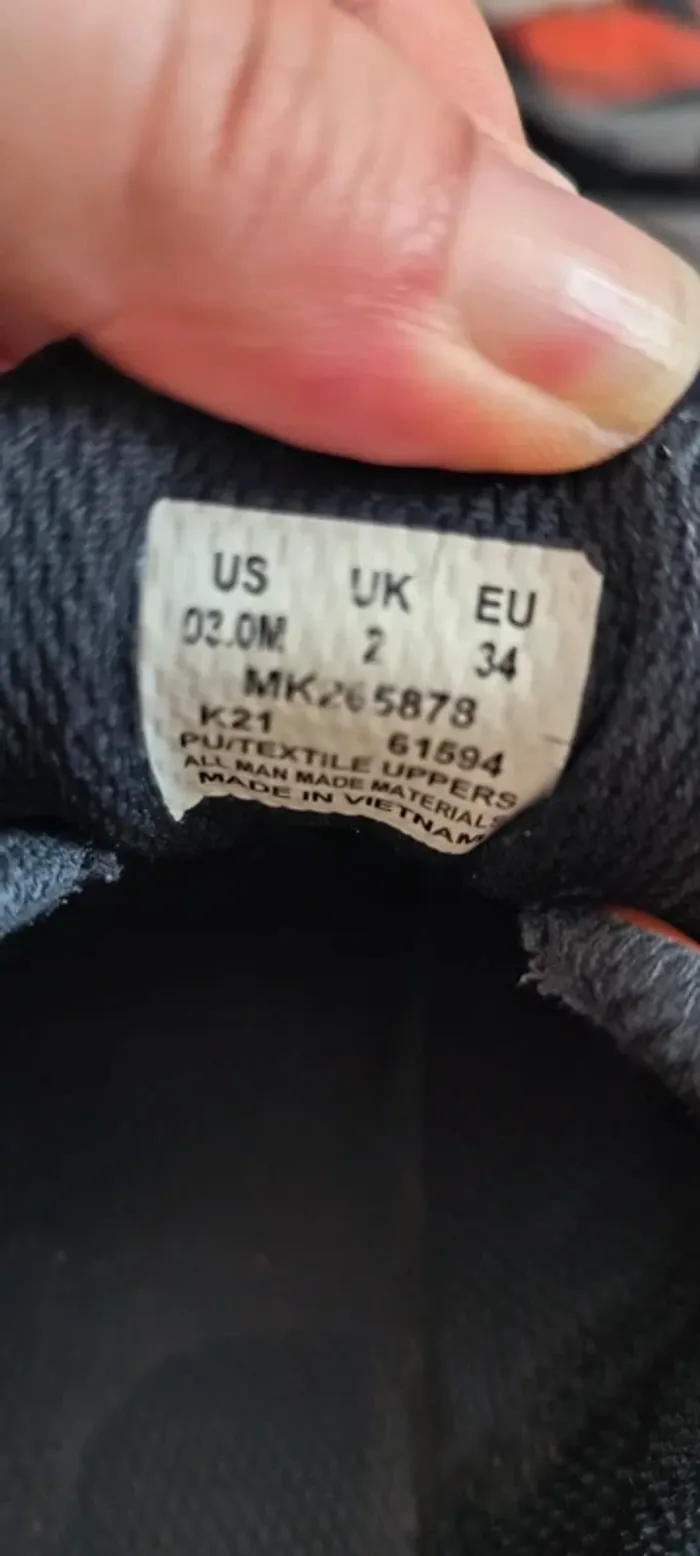 US UK EU
03.0M 2 34
MK265878
K21 61594
PU/TEXTILE UPPERS
ALL MAN MADE MATERIALS
MADE IN VIETNAM